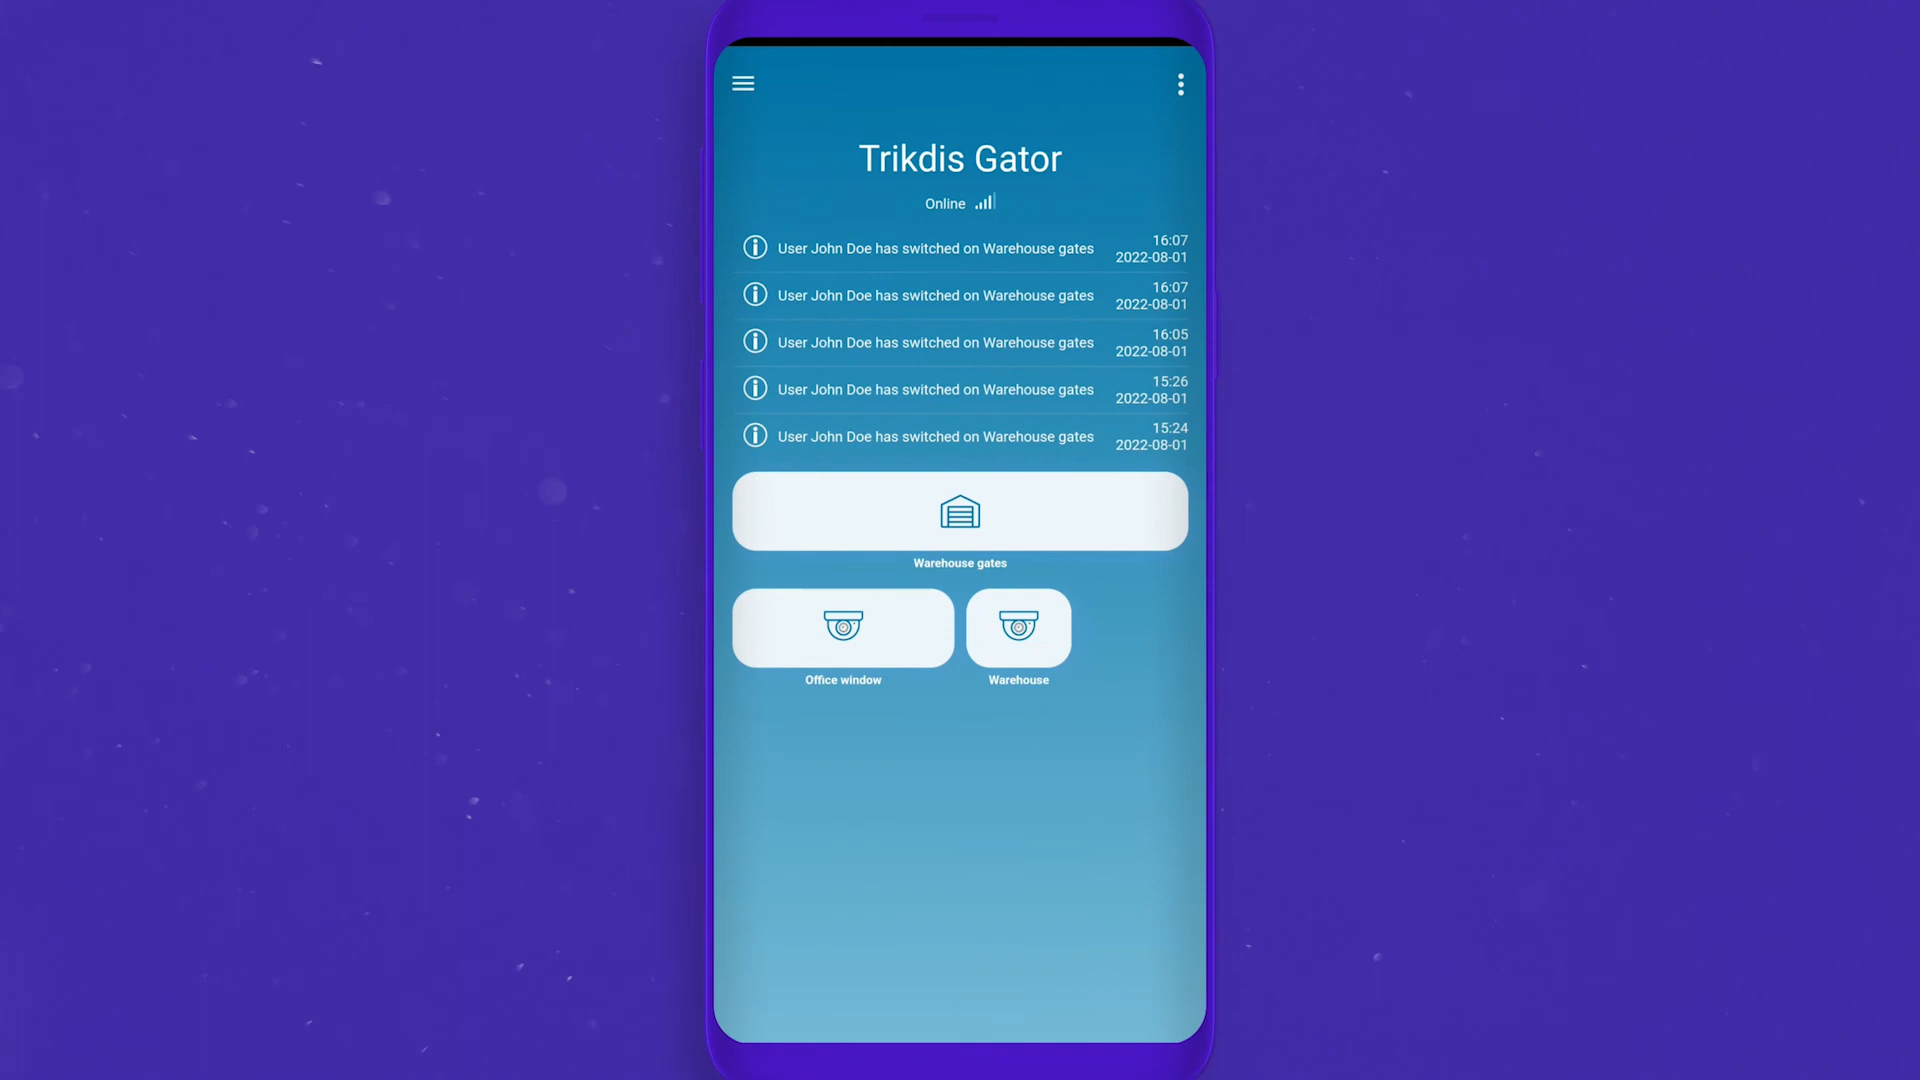 Trikdis Gator
Online
User John Doe has switched on Warehouse gates
16:07
2022-08-01
User John Doe has switched on Warehouse gates
16:07
2022-08-01
User John Doe has switched on Warehouse gates
16:05
2022-08-01
User John Doe has switched on Warehouse gates
15:26
2022-08-01
User John Doe has switched on Warehouse gates
15:24
2022-08-01
Warehouse gates
Office window
Warehouse